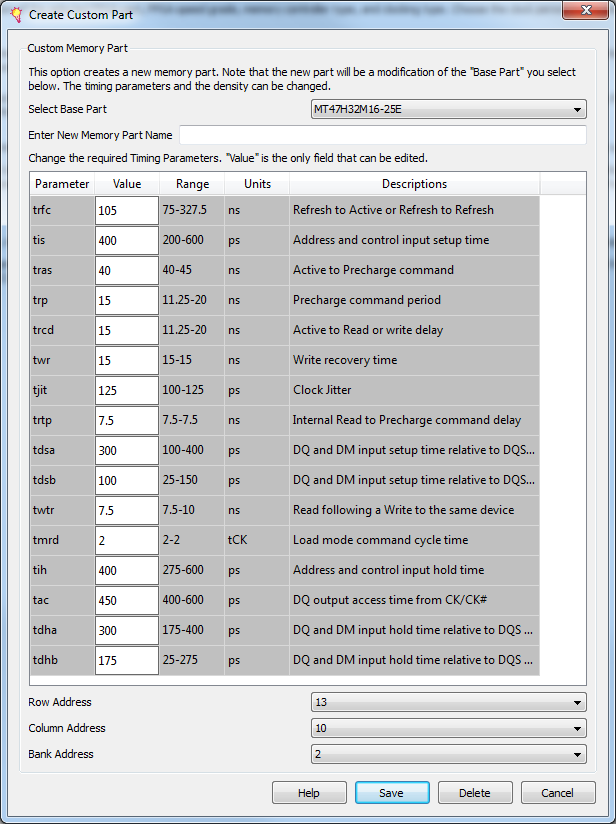 Create Custom Part
Custom Memory Part
This option creates a new memory part. Note that the new part will be a modification of the "Base Part" you select
below. The timing parameters and the density can be changed.
Select Base Part MT47H32M16-25E
Enter New Memory Part Name
Change the required Timing Parameters. "Value" is the only field that can be edited.
Parameter Value Range Units Descriptions
trfc 105 75-327.5 ns Refresh to Active or Refresh to Refresh
tis 400 200-600 ps Address and control input setup time
tras 40 40-45 ns Active to Precharge command
trp 15 11.25-20 ns Precharge command period
trcd 15 11.25-20 ns Active to Read or write delay
twr 15 15-15 ns Write recovery time
tjit 125 100-125 ps Clock Jitter
trtp 7.5 7.5-7.5 ns Internal Read to Precharge command delay
tdsa 300 100-400 ps DQ and DM input setup time relative to DQS...
tdsb 100 25-150 ps DQ and DM input setup time relative to DQS...
twtr 7.5 7.5-10 ns Read following a Write to the same device
tmrd 2 2-2 tCK Load mode command cycle time
tih 400 275-600 ps Address and control input hold time
tac 450 400-600 ps DQ output access time from CK/CK#
tdha 300 175-400 ps DQ and DM input hold time relative to DQS ...
tdhb 175 25-275 ps DQ and DM input hold time relative to DQS ...
Row Address 13
Column Address 10
Bank Address 2
Help Save Delete Cancel